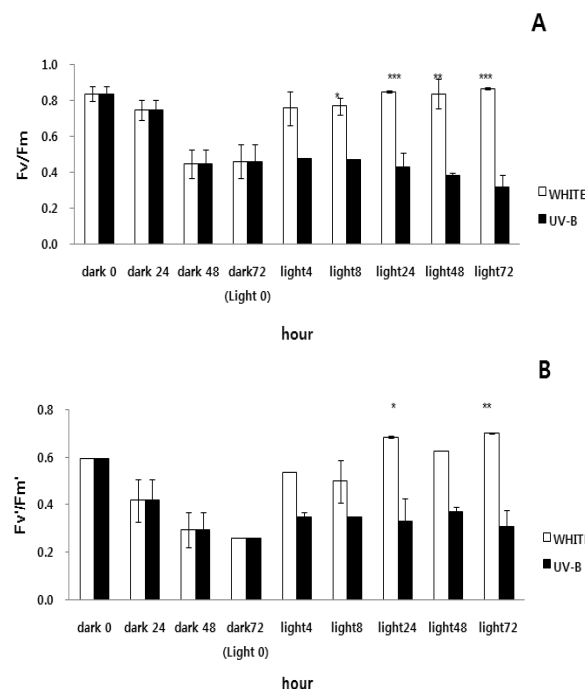 A
1.0
0.8
0.6
0.4
0.2
0.0
Fv/Fm
* *** ** ***
WHITE
UV-B
dark 0 dark 24 dark 48 dark72 light4 light8 light24 light48 light72
(Light 0)
hour
B
0.8
0.6
0.4
0.2
0.0
Fv'/Fm'
* **
WHITE
UV-B
dark 0 dark 24 dark 48 dark72 light4 light8 light24 light48 light72
(Light 0)
hour